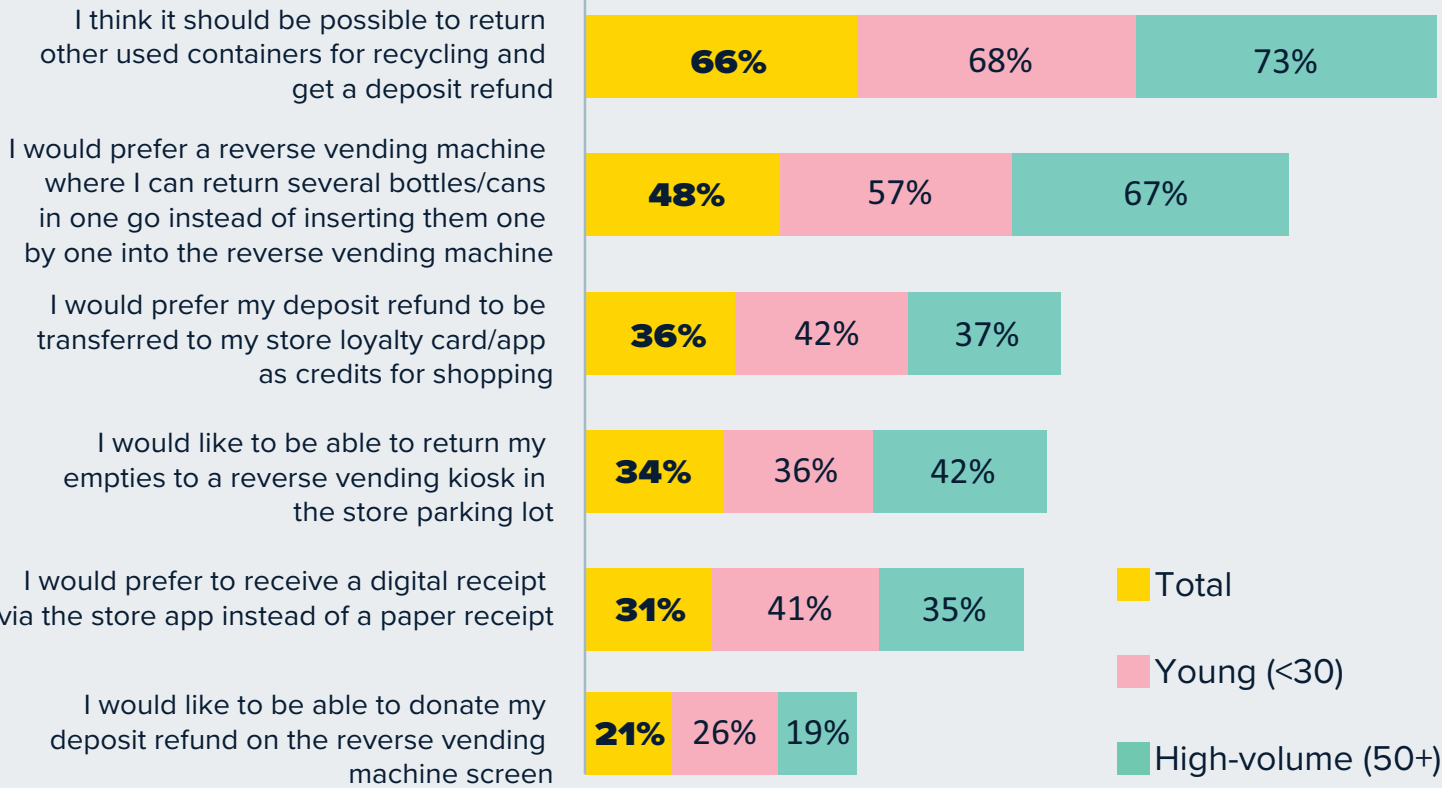 I think it should be possible to return
other used containers for recycling and
get a deposit refund
66%
68%
73%
I would prefer a reverse vending machine
where I can return several bottles/cans
in one go instead of inserting them one
by one into the reverse vending machine
48%
57%
67%
I would prefer my deposit refund to be
transferred to my store loyalty card/app
as credits for shopping
36%
42%
37%
I would like to be able to return my
empties to a reverse vending kiosk in
the store parking lot
34%
36%
42%
I would prefer to receive a digital receipt
via the store app instead of a paper receipt
31%
41%
35%
I would like to be able to donate my
deposit refund on the reverse vending
machine screen
21%
26%
19%
Total
Young (<30)
High-volume (50+)